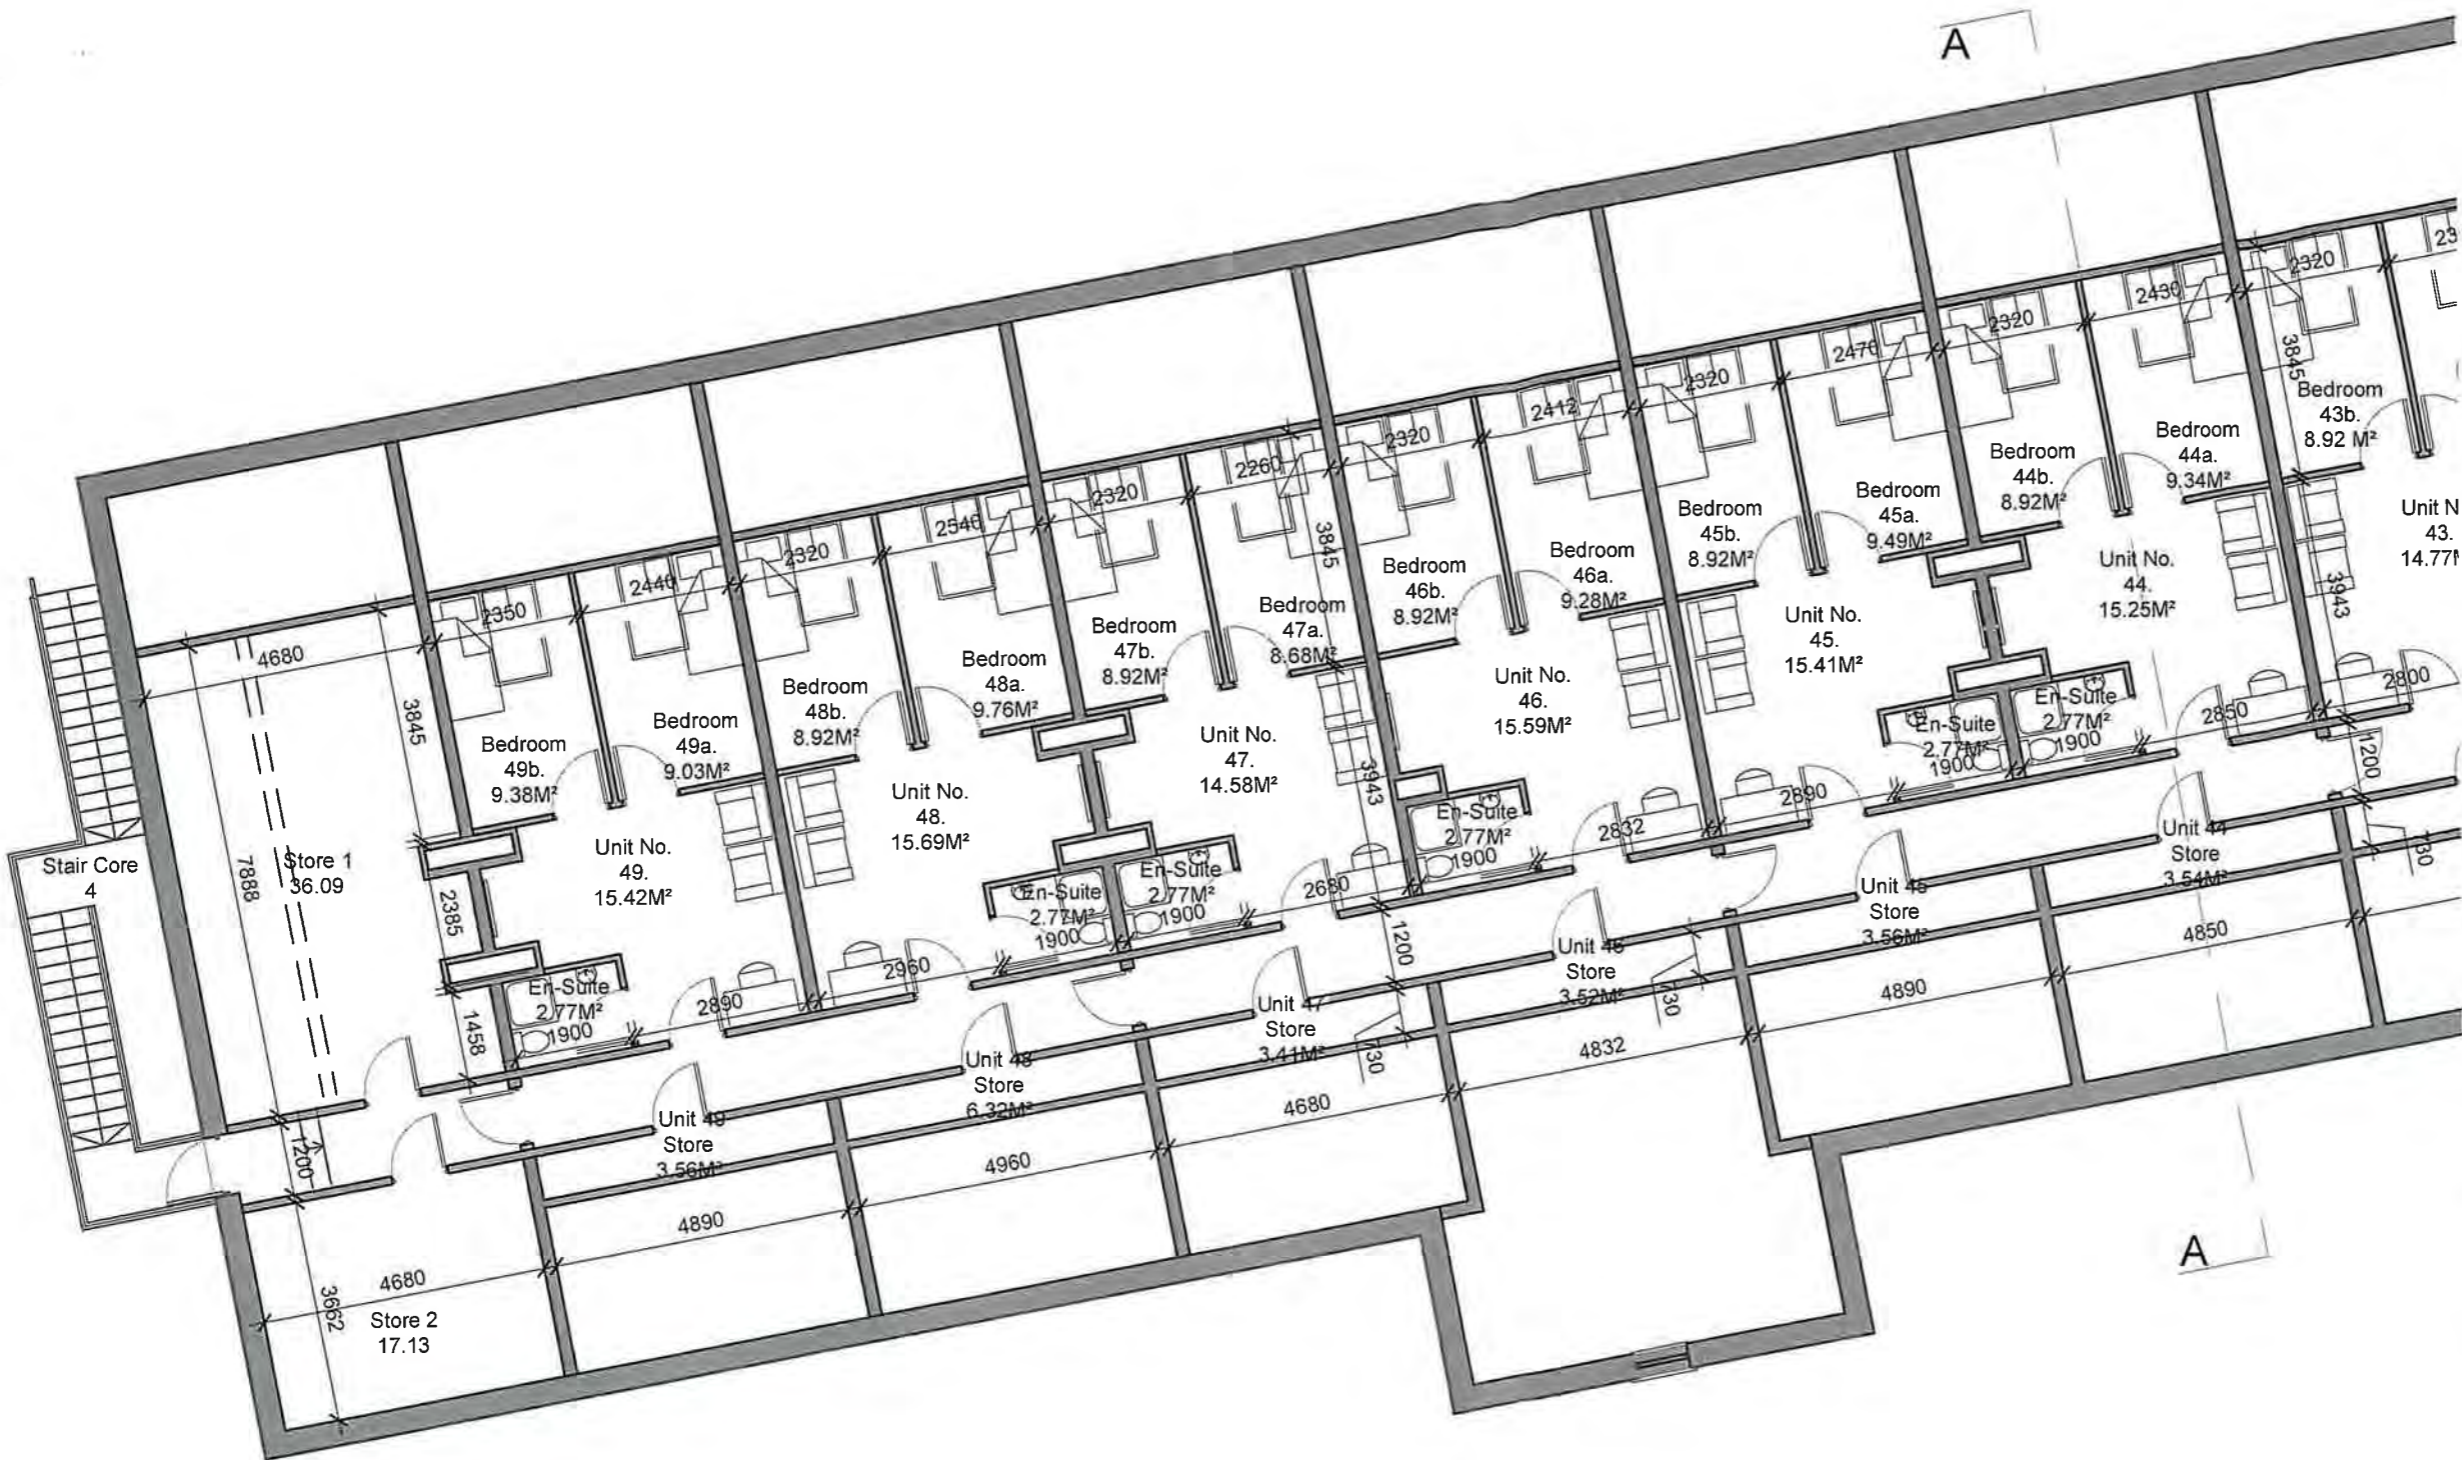 A
4680
7888
3845
2385
1458
1200
3662
4680
Stair Core
4
Store 1
36.09
Store 2
17.13
2350
2440
Bedroom
49b.
9.38M²
Bedroom
49a.
9.03M²
Unit No.
49.
15.42M²
En-Suite
2.77M²
1900
2890
Unit 49
Store
3.56M²
4890
2320
2540
Bedroom
48b.
8.92M²
Bedroom
48a.
9.76M²
Unit No.
48.
15.69M²
2960
En-Suite
2.77M²
1900
Unit 48
Store
6.32M²
4960
2320
2260
Bedroom
47b.
8.92M²
Bedroom
47a.
8.68M²
3845
3943
Unit No.
47.
14.58M²
En-Suite
2.77M²
1900
2680
1200
Unit 47
Store
3.41M²
730
4680
2320
2412
Bedroom
46b.
8.92M²
Bedroom
46a.
9.28M²
Unit No.
46.
15.59M²
En-Suite
2.77M²
1900
2832
Unit 46
Store
3.52M²
730
4832
2320
2470
Bedroom
45b.
8.92M²
Bedroom
45a.
9.49M²
Unit No.
45.
15.41M²
2890
En-Suite
2.77M²
1900
Unit 45
Store
3.56M²
4890
2320
2430
Bedroom
44b.
8.92M²
Bedroom
44a.
9.34M²
Unit No.
44.
15.25M²
En-Suite
2.77M²
1900
2850
Unit 44
Store
3.54M²
4850
2320
23
3845
Bedroom
43b.
8.92 M²
Unit N
43.
14.77
3943
2800
1200
730
A